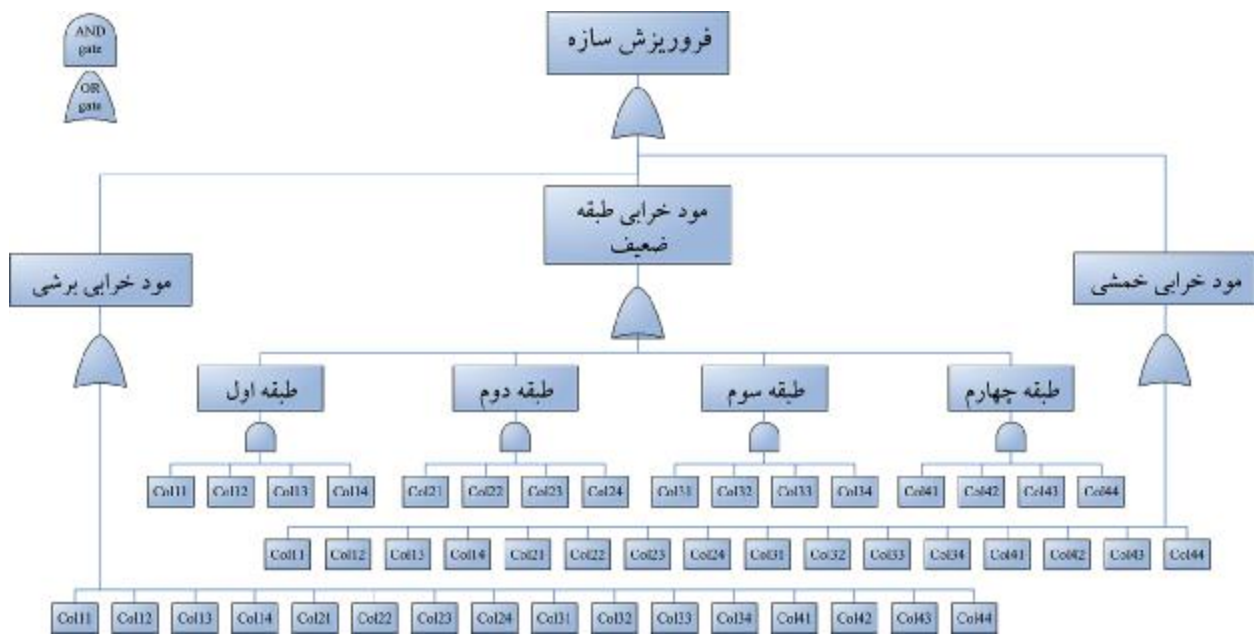 AND
gate
OR
gate
فروریزش سازه
مود خرابی طبقه
ضعیف
مود خرابی برشی
مود خرابی خمشی
طبقه اول
طبقه دوم
طبقه سوم
طبقه چهارم
Col11 Col12 Col13 Col14 Col21 Col22 Col23 Col24 Col31 Col32 Col33 Col34 Col41 Col42 Col43 Col44
Col11 Col12 Col13 Col14 Col21 Col22 Col23 Col24 Col31 Col32 Col33 Col34 Col41 Col42 Col43 Col44
Col11 Col12 Col13 Col14 Col21 Col22 Col23 Col24 Col31 Col32 Col33 Col34 Col41 Col42 Col43 Col44